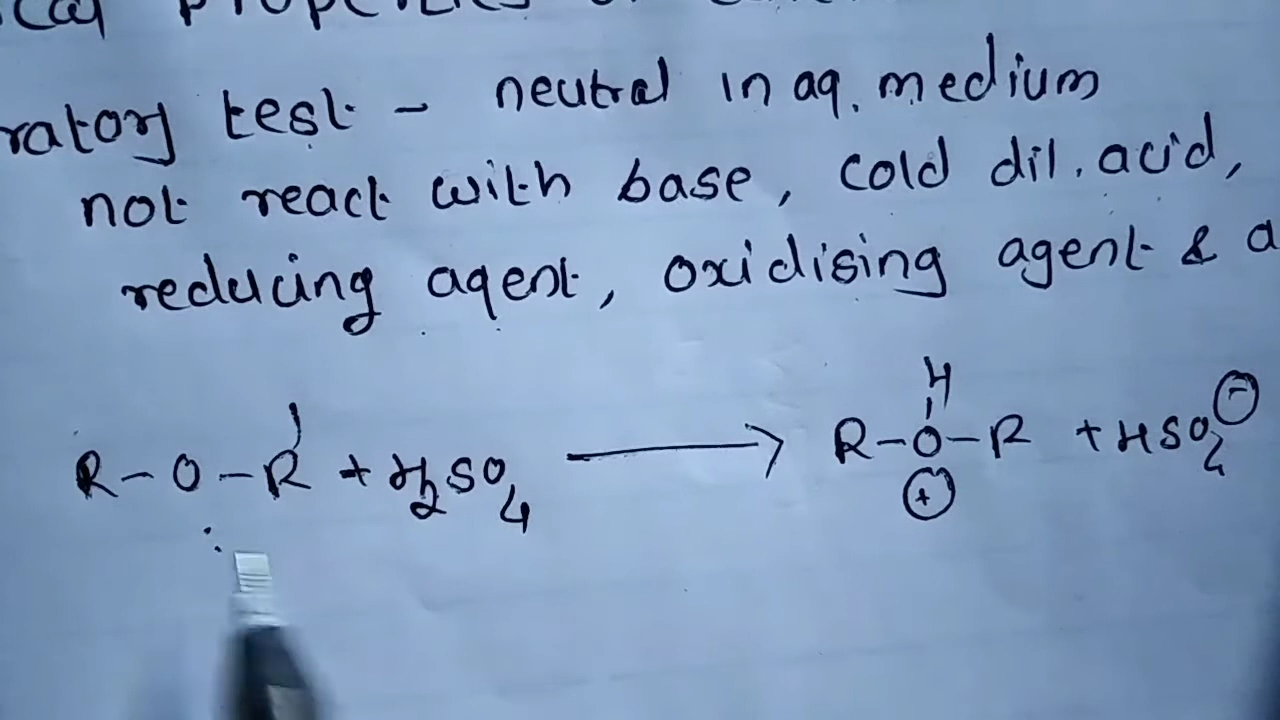 ratory test - neutral in aq. medium
not react with base, cold dil. acid,
reducing agent, oxidising agent &
H
R-O-R' + H₂SO₄ ⟶ R-O-R + HSO₄⊖
⊕